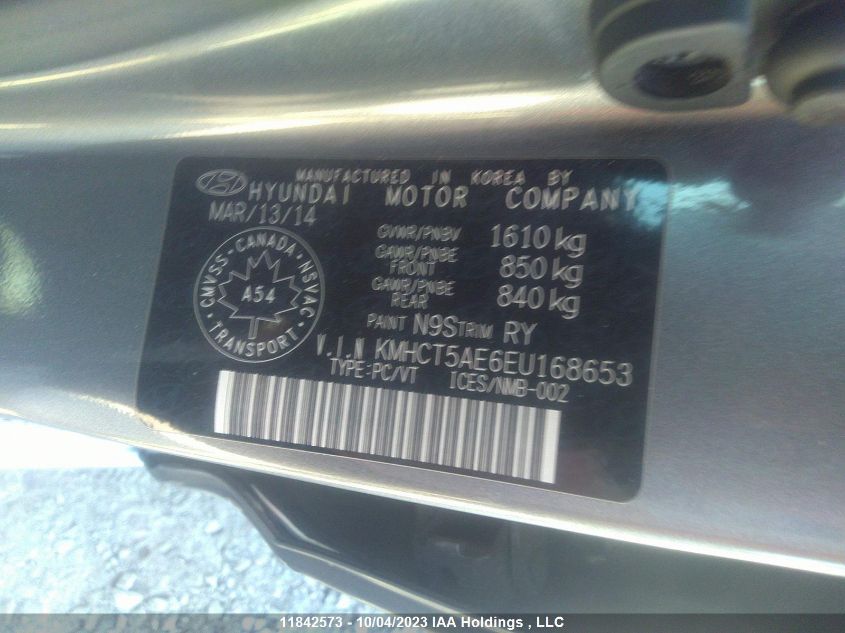 MANUFACTURED IN KOREA BY
HYUNDAI MOTOR COMPANY
MAR/13/14
GVWR/PNBV 1610 kg
GAWR/PNBE FRONT 850 kg
GAWR/PNBE REAR 840 kg
CMVSS · CANADA · NSVAC
A54
TRANSPORT
PAINT N9S TRIM RY
V.I.N KMHCT5AE6EU168653
TYPE:PC/VT ICES/NMB-002
11842573 - 10/04/2023 IAA Holdings , LLC